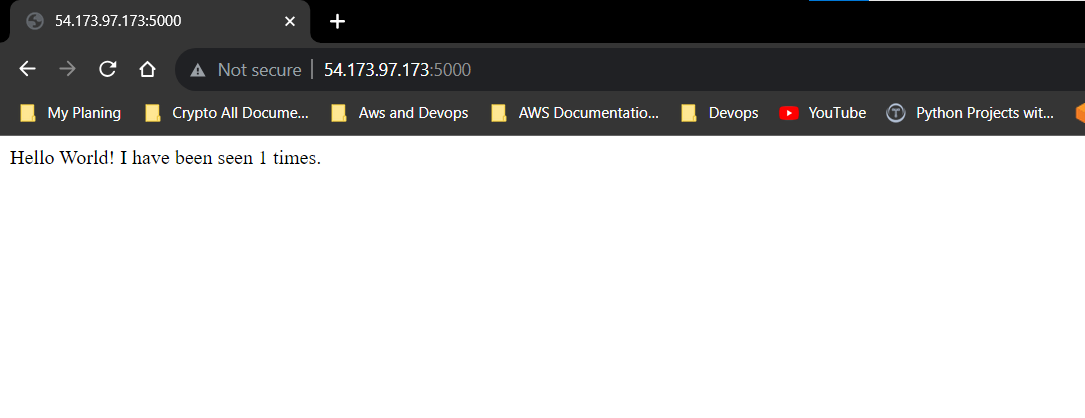 54.173.97.173:5000
Not secure | 54.173.97.173:5000
My Planing Crypto All Docume... Aws and Devops AWS Documentatio... Devops YouTube Python Projects wit...
Hello World! I have been seen 1 times.